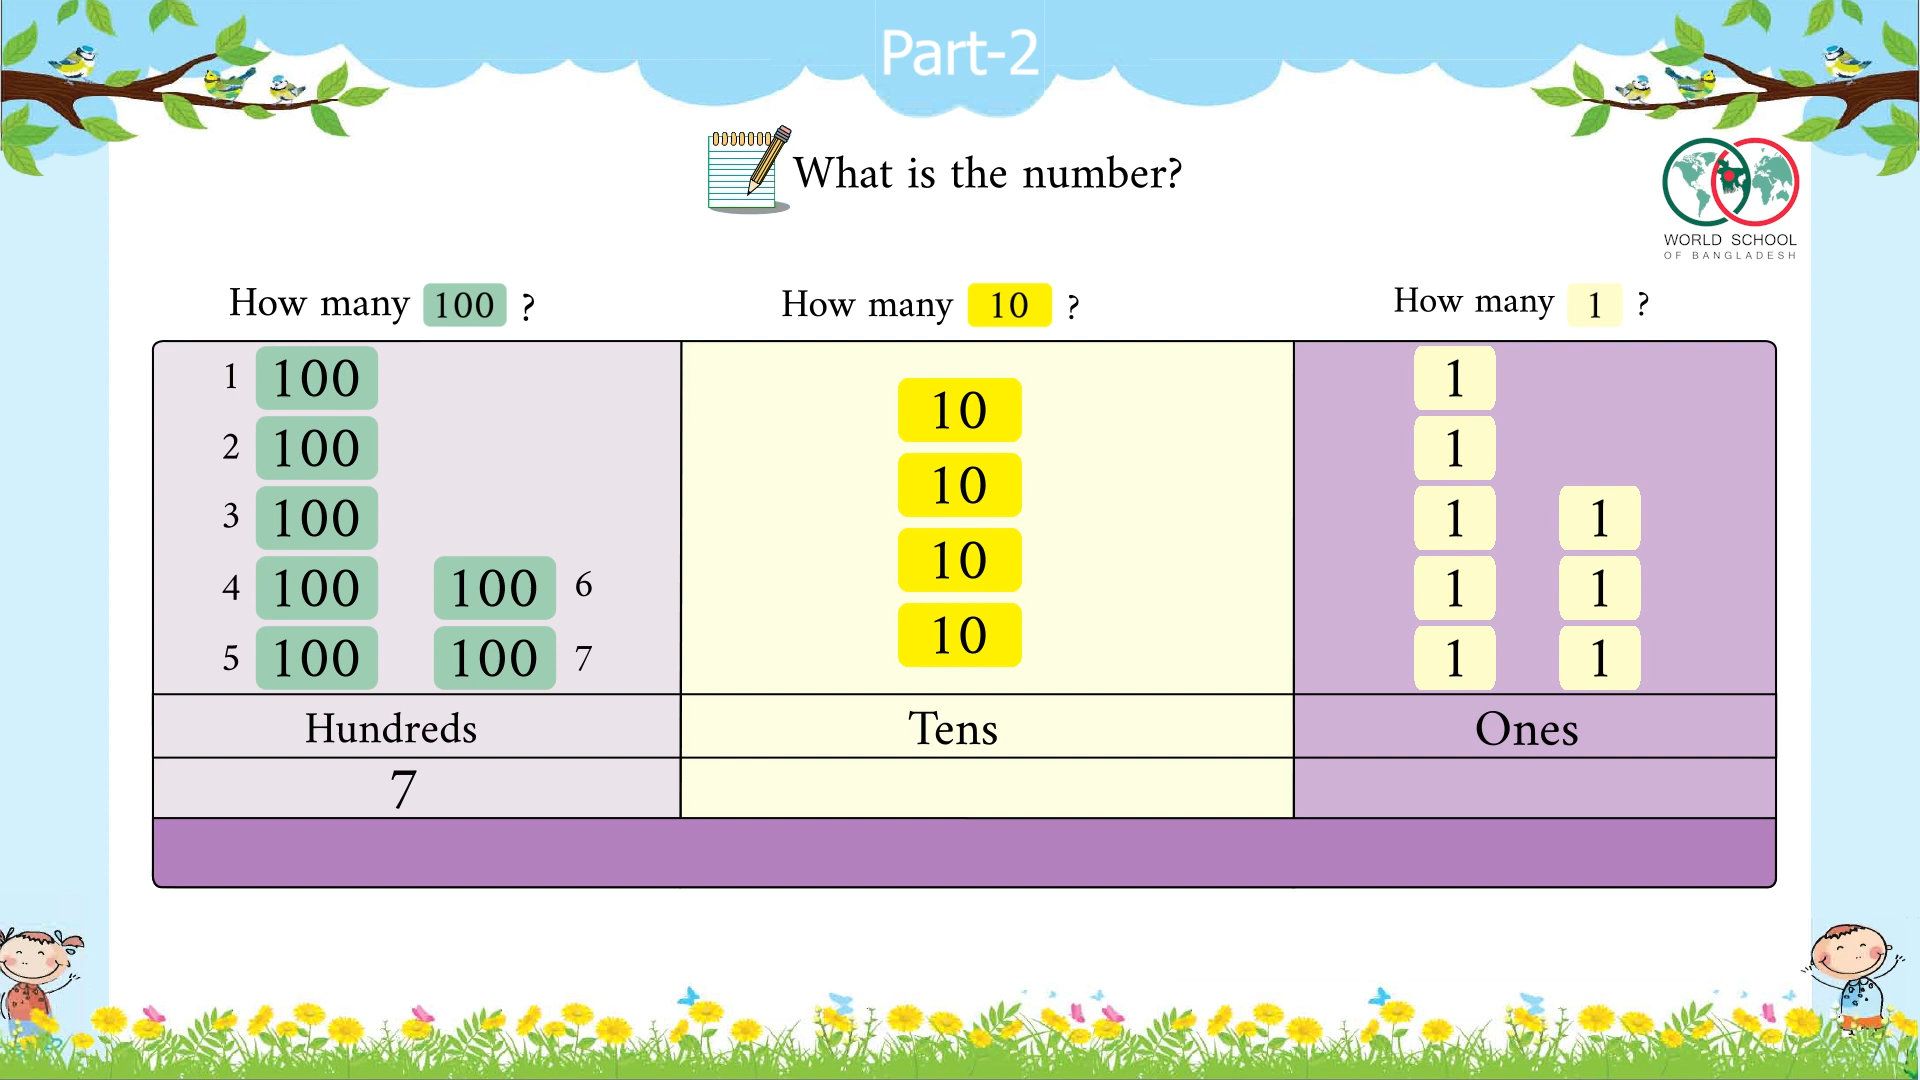 Part-2
What is the number?
WORLD SCHOOL
OF BANGLADESH
How many 100 ?
How many 10 ?
How many 1 ?
1 100
2 100
3 100
4 100 100 6
5 100 100 7
10
10
10
10
1
1
1 1
1 1
1 1
Hundreds Tens Ones
7